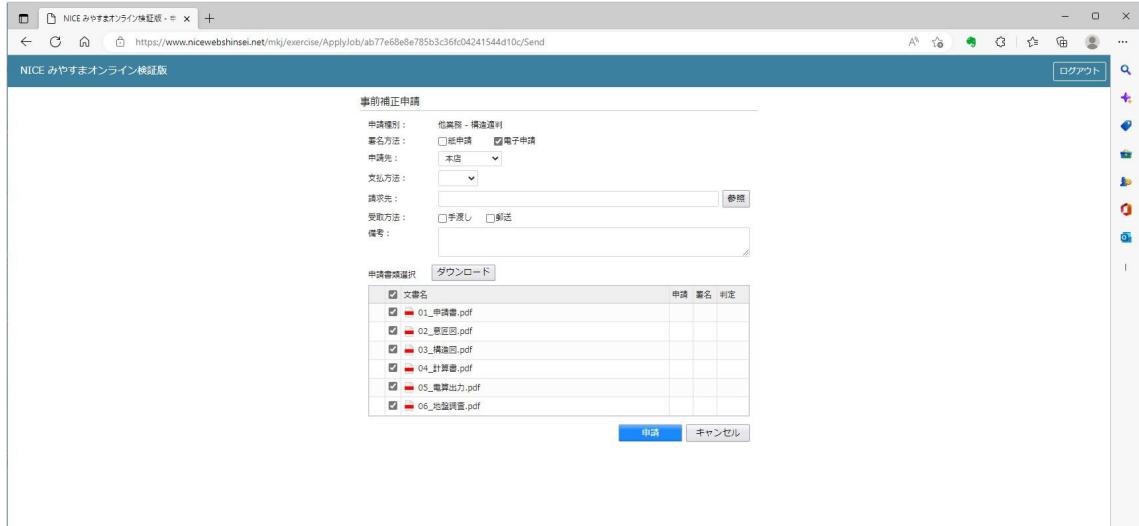 NICE みやすまオンライン検証版 - 申
https://www.nicewebshinsei.net/mkj/exercise/ApplyJob/ab77e68e8e785b3c36fc04241544d10c/Send
NICE みやすまオンライン検証版 ログアウト
事前補正申請
申請種別： 他業務 - 構造適判
署名方法： 紙申請 電子申請
申請先： 本店
支払方法：
請求先： 参照
受取方法： 手渡し 郵送
備考：
申請書類選択 ダウンロード
文書名 申請 署名 判定
01_申請書.pdf
02_意匠図.pdf
03_構造図.pdf
04_計算書.pdf
05_電算出力.pdf
06_地盤調査.pdf
申請 キャンセル